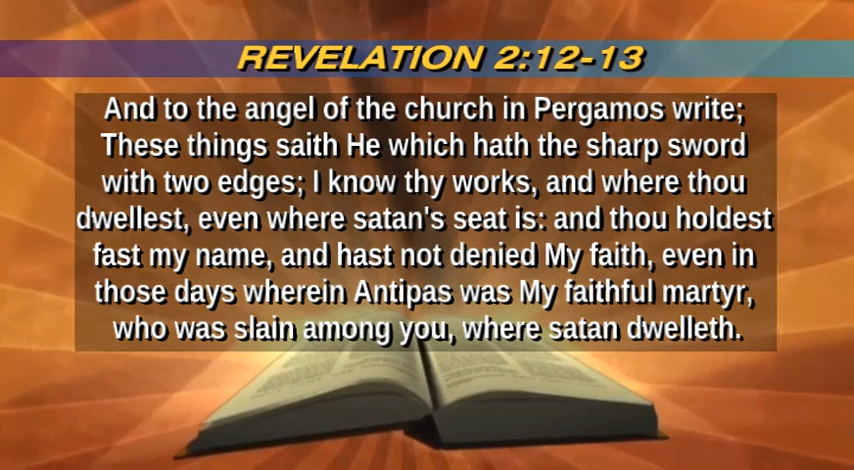 REVELATION 2:12-13
And to the angel of the church in Pergamos write;
These things saith He which hath the sharp sword
with two edges; I know thy works, and where thou
dwellest, even where satan's seat is: and thou holdest
fast my name, and hast not denied My faith, even in
those days wherein Antipas was My faithful martyr,
who was slain among you, where satan dwelleth.